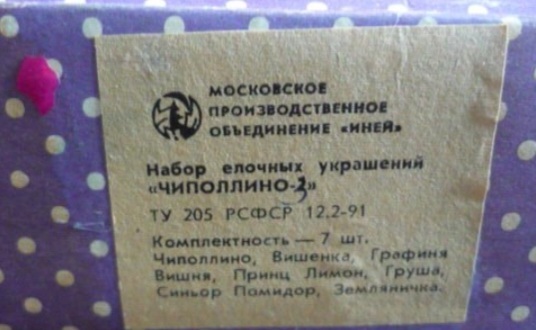 МОСКОВСКОЕ
ПРОИЗВОДСТВЕННОЕ
ОБЪЕДИНЕНИЕ «ИНЕЙ»
Набор елочных украшений
«ЧИПОЛЛИНО-3»
ТУ 205 РСФСР 12.2-91
Комплектность — 7 шт.
Чиполлино, Вишенка, Графиня
Вишня, Принц Лимон, Груша,
Синьор Помидор, Земляничка.